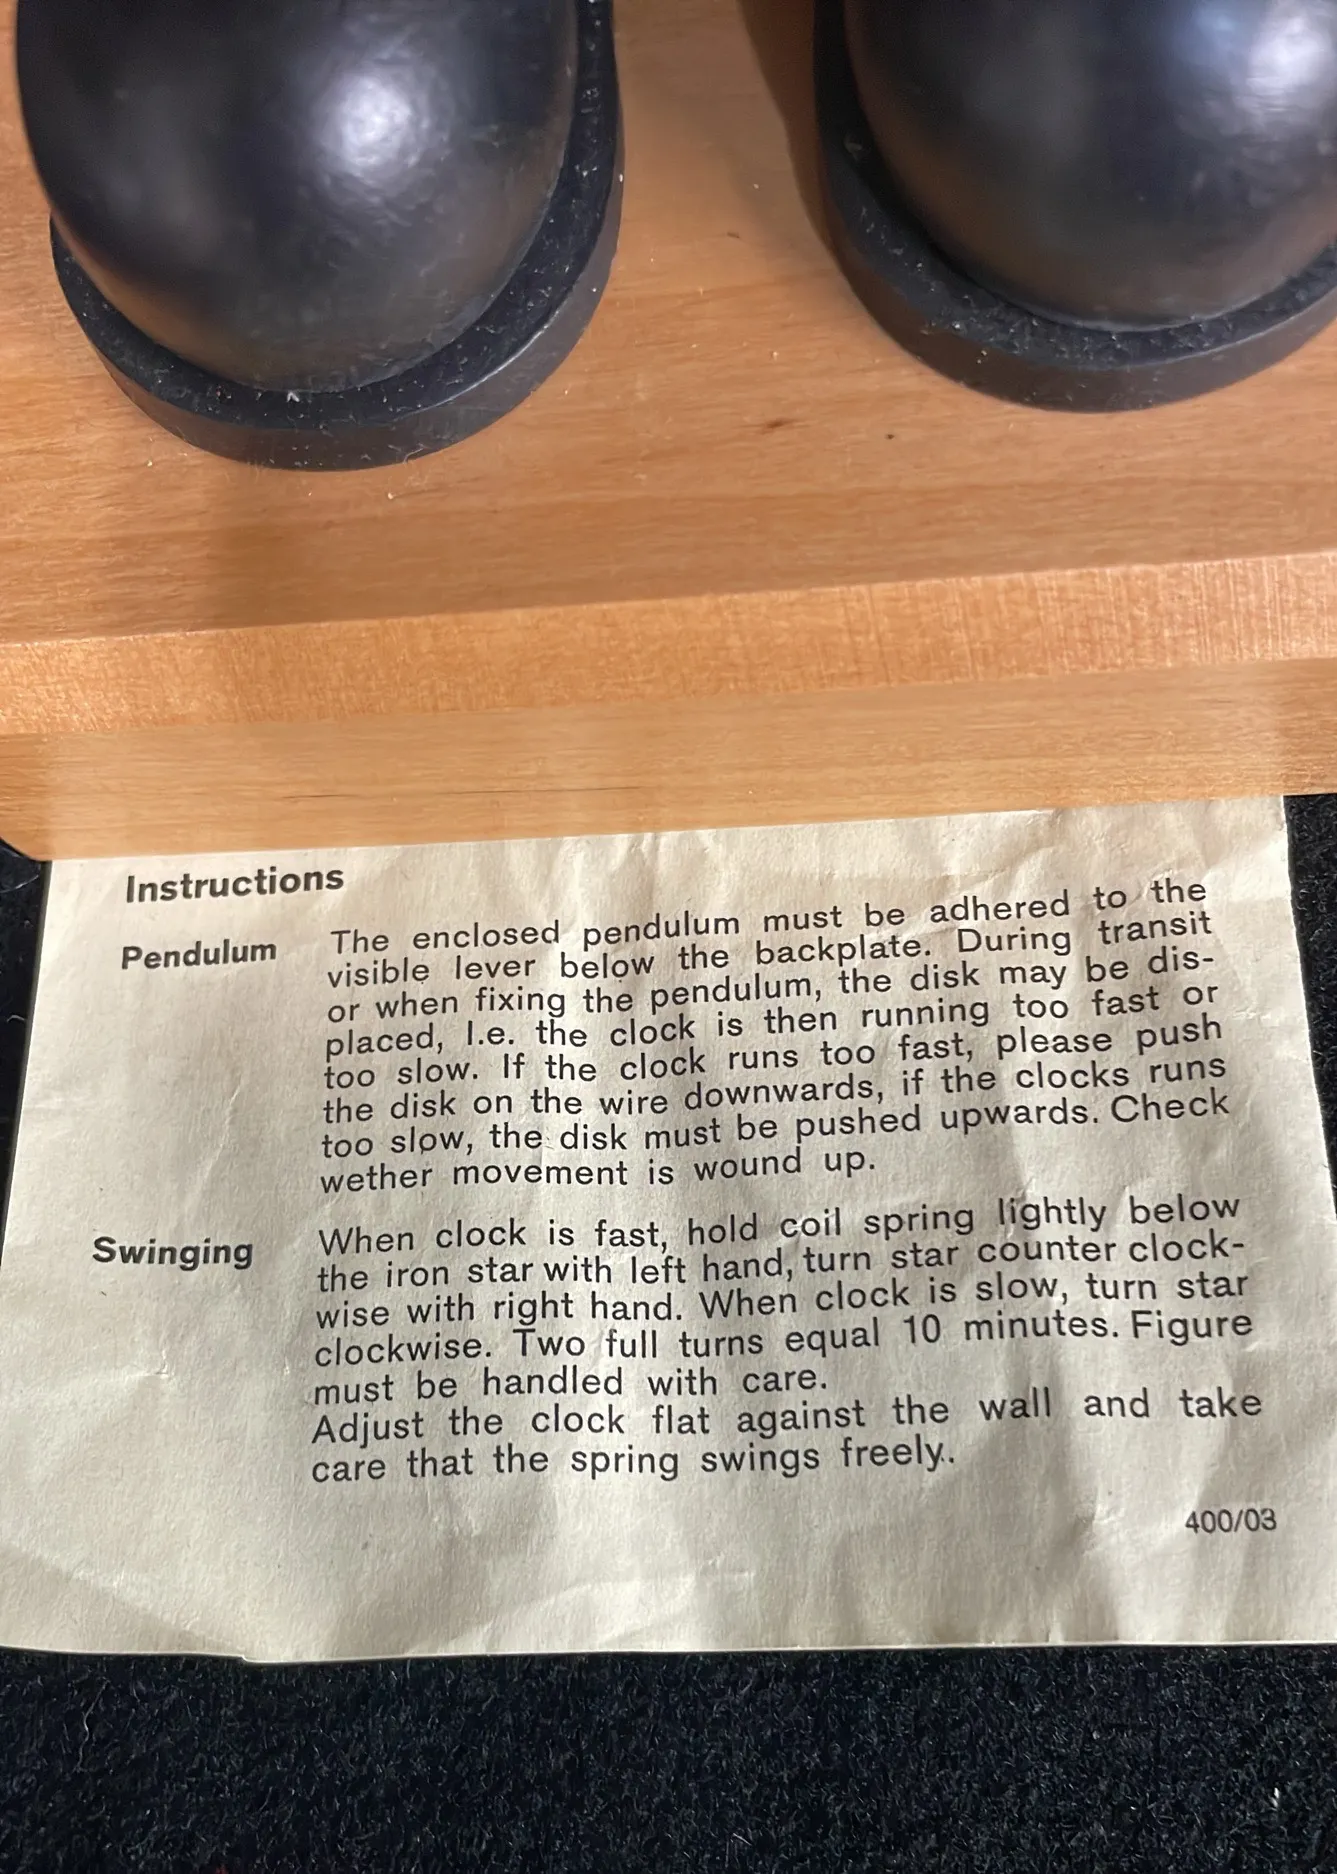 Instructions
Pendulum The enclosed pendulum must be adhered to the
visible lever below the backplate. During transit
or when fixing the pendulum, the disk may be dis-
placed, I.e. the clock is then running too fast or
too slow. If the clock runs too fast, please push
the disk on the wire downwards, if the clocks runs
too slow, the disk must be pushed upwards. Check
wether movement is wound up.
Swinging When clock is fast, hold coil spring lightly below
the iron star with left hand, turn star counter clock-
wise with right hand. When clock is slow, turn star
clockwise. Two full turns equal 10 minutes. Figure
must be handled with care.
Adjust the clock flat against the wall and take
care that the spring swings freely..
400/03